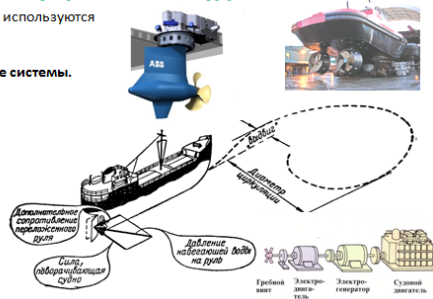 используются
е системы.
ABB
Выдвиг
Диаметр
циркуляции
Дополнительное
сопротивление
переложенного
руля
Сила,
поворачивающая
судно
Давление
набегающей воды
на руль
Гребной
винт
Электро-
двига-
тель
Электро-
генератор
Судовой
двигатель